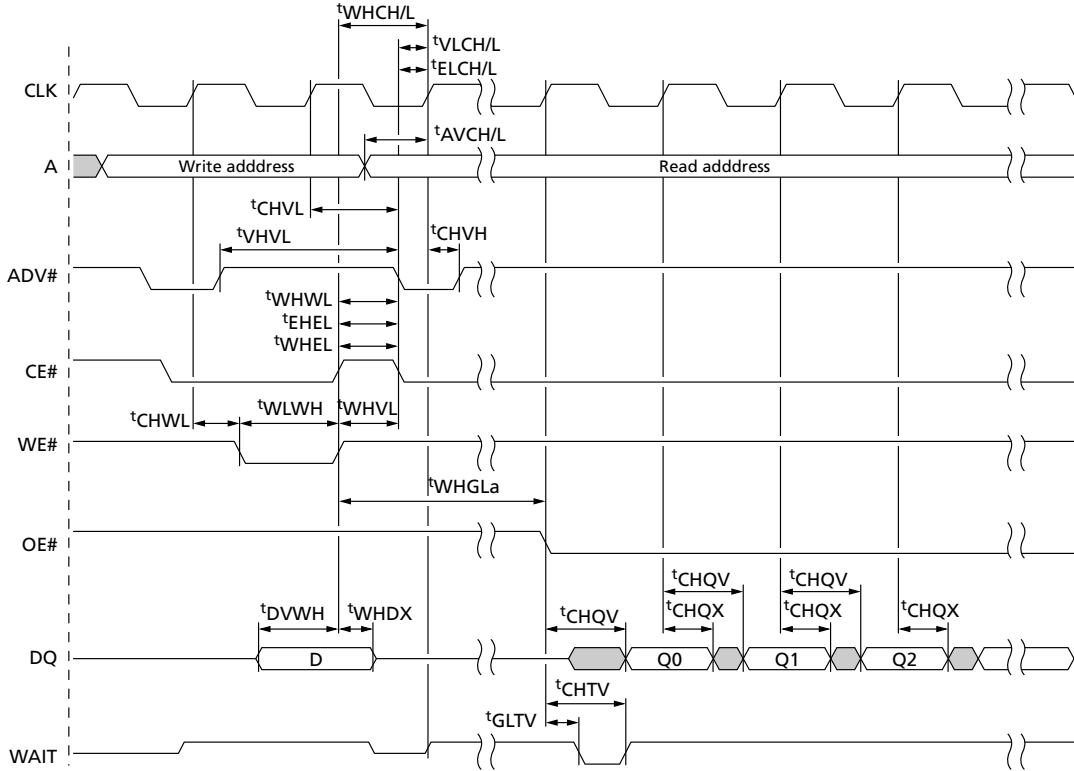 tWHCH/L
tVLCH/L
tELCH/L
CLK
tAVCH/L
A
Write adddress
Read adddress
tCHVL
tVHVL
tCHVH
ADV#
tWHWL
tEHEL
tWHEL
CE#
tCHWL
tWLWH
tWHVL
WE#
tWHGLa
OE#
tCHQV
tCHQV
tDVWH
tWHDX
tCHQV
tCHQX
tCHQX
tCHQX
DQ
D
Q0
Q1
Q2
tCHTV
tGLTV
WAIT